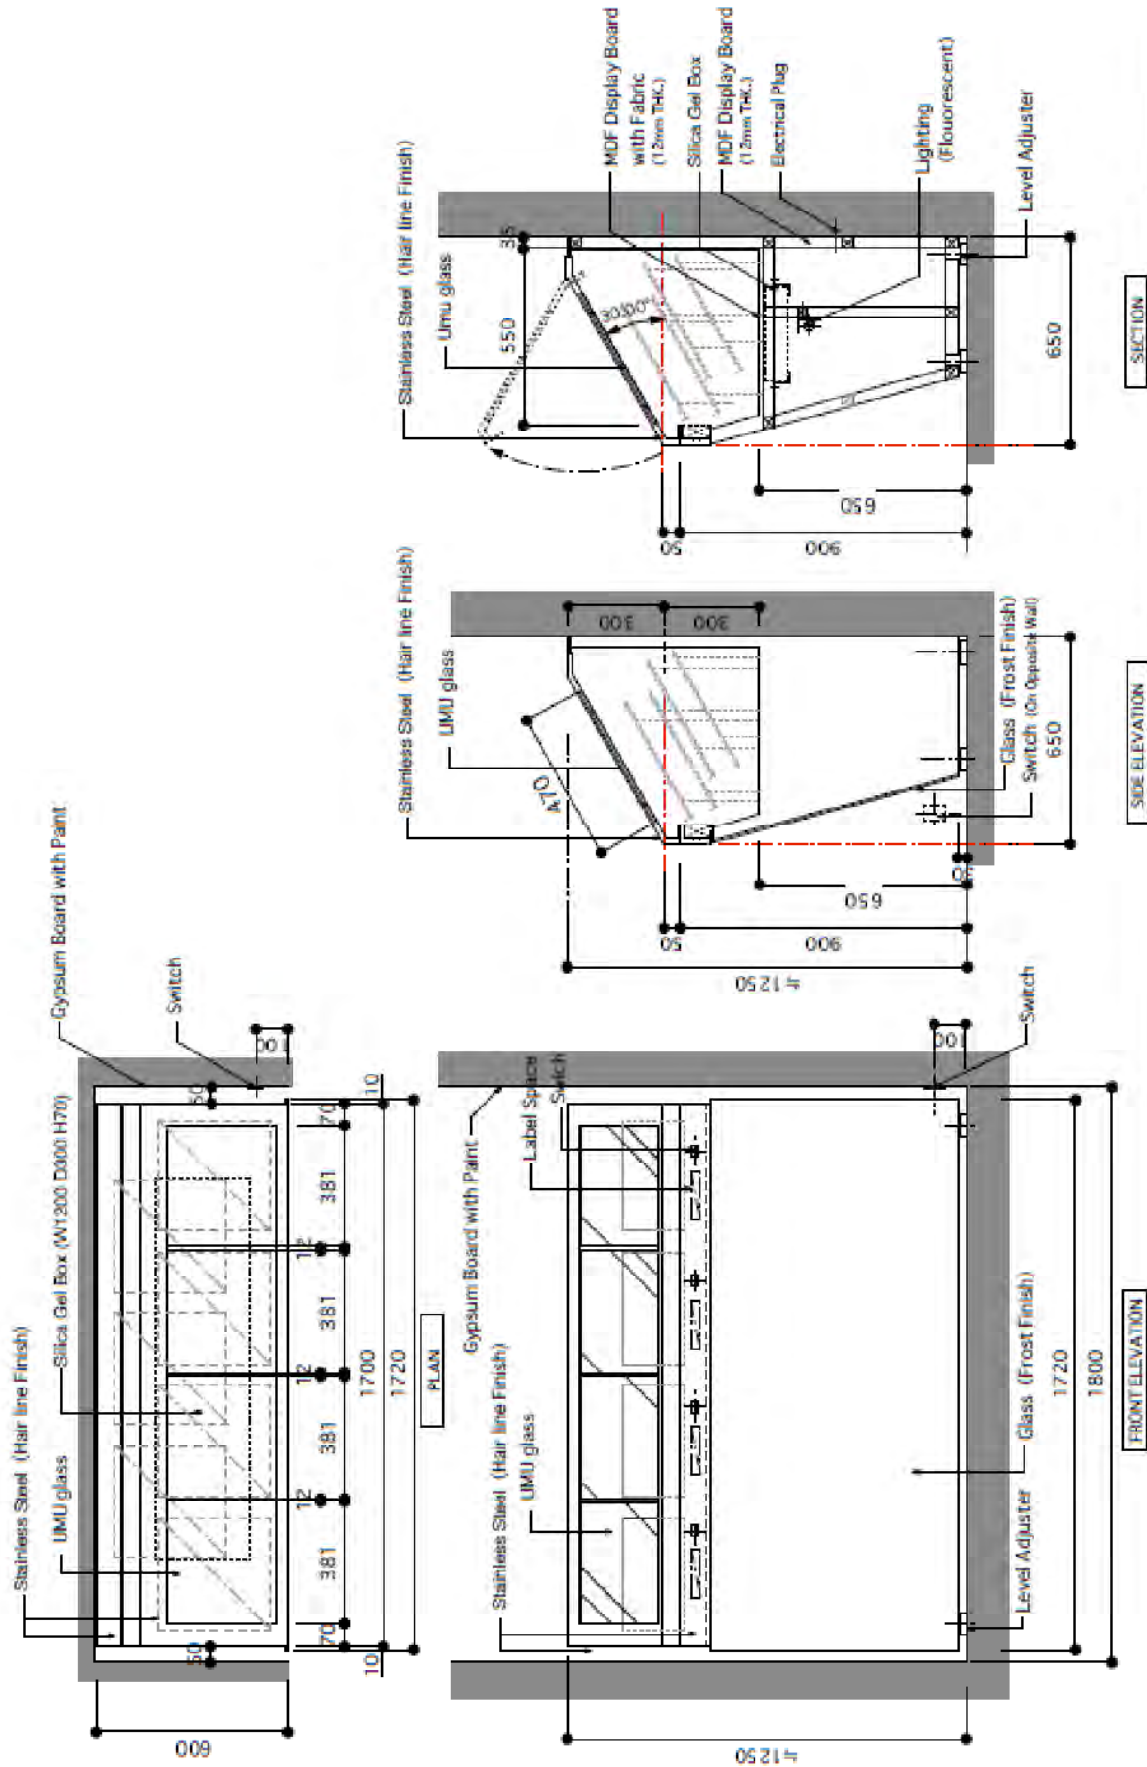 Stainless Steel (Hair line Finish)
UMU glass
Silica Gel Box (W1200 D300 H70)
Gypsum Board with Paint
Switch
600
50
50
100
70
381
12
381
12
381
12
381
70
10
1700
10
1720
PLAN
Stainless Steel (Hair line Finish)
UMU glass
Gypsum Board with Paint
Label Space
Swich
≒1250
100
Switch
Level Adjuster
Glass (Frost Finish)
1720
1800
FRONT ELEVATION
Stainless Steel (Hair line Finish)
UMU glass
470
300
300
≒1250
50
900
650
Glass (Frost Finish)
Switch (On Opposite Wall)
650
SIDE ELEVATION
Stainless Steel (Hair line Finish)
Umu glass
550
35
MDF Display Board
with Fabric
(12mm THK.)
Silica Gel Box
MDF Display Board
(12mm THK.)
Electrical Plug
Lighting
(Flouorescent)
Level Adjuster
50
900
650
650
SECTION